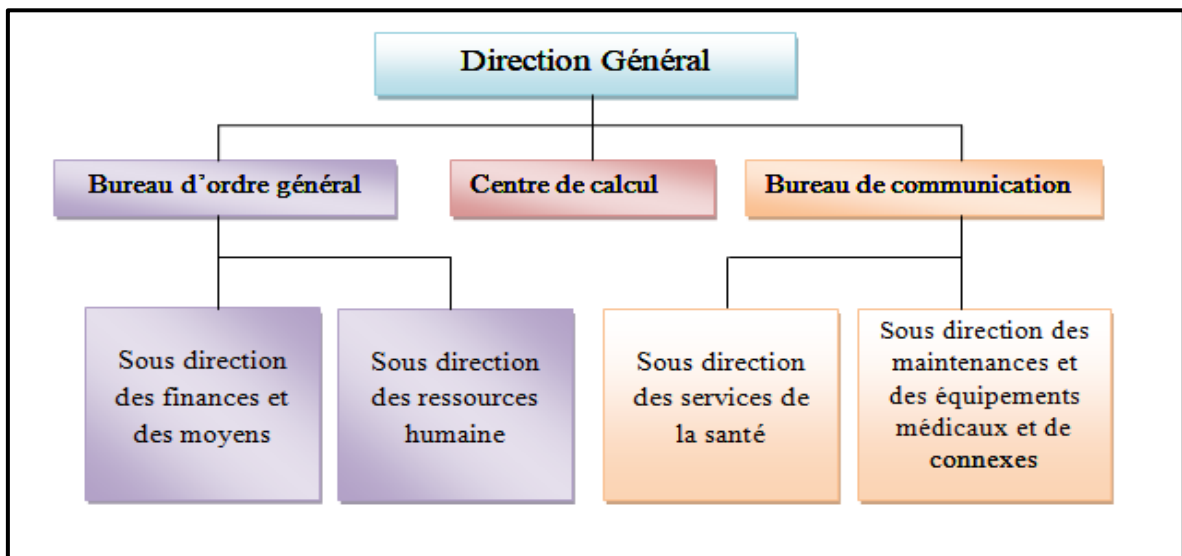 Direction Général
Bureau d'ordre général
Centre de calcul
Bureau de communication
Sous direction
des finances et
des moyens
Sous direction
des ressources
humaine
Sous direction
des services de
la santé
Sous direction des
maintenances et
des équipements
médicaux et de
connexes